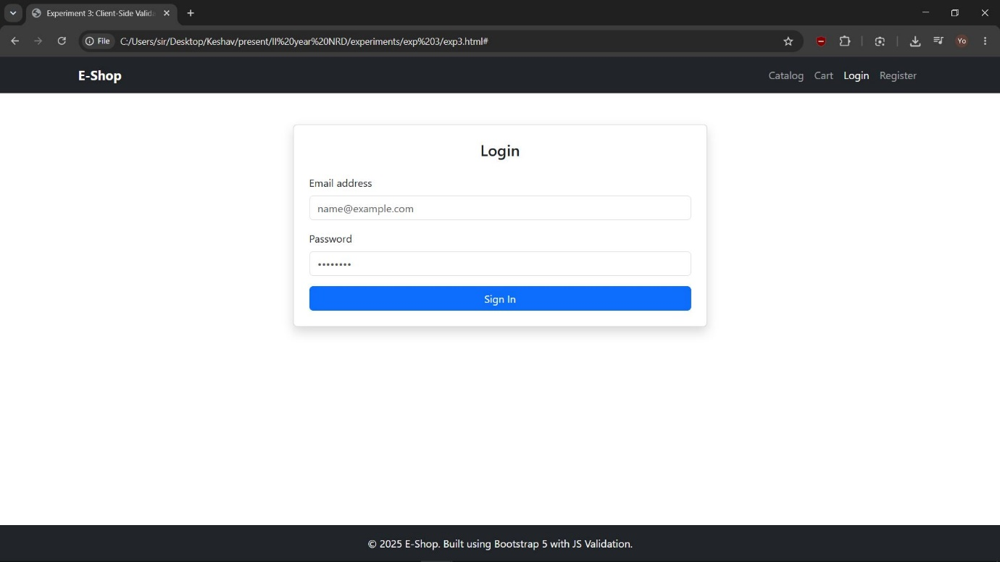 Experiment 3: Client-Side Valida
File
C:/Users/sir/Desktop/Keshav/present/II%20year%20NRD/experiments/exp%203/exp3.html#
Yo
E-Shop
Catalog Cart Login Register
Login
Email address
name@example.com
Password
••••••••
Sign In
© 2025 E-Shop. Built using Bootstrap 5 with JS Validation.